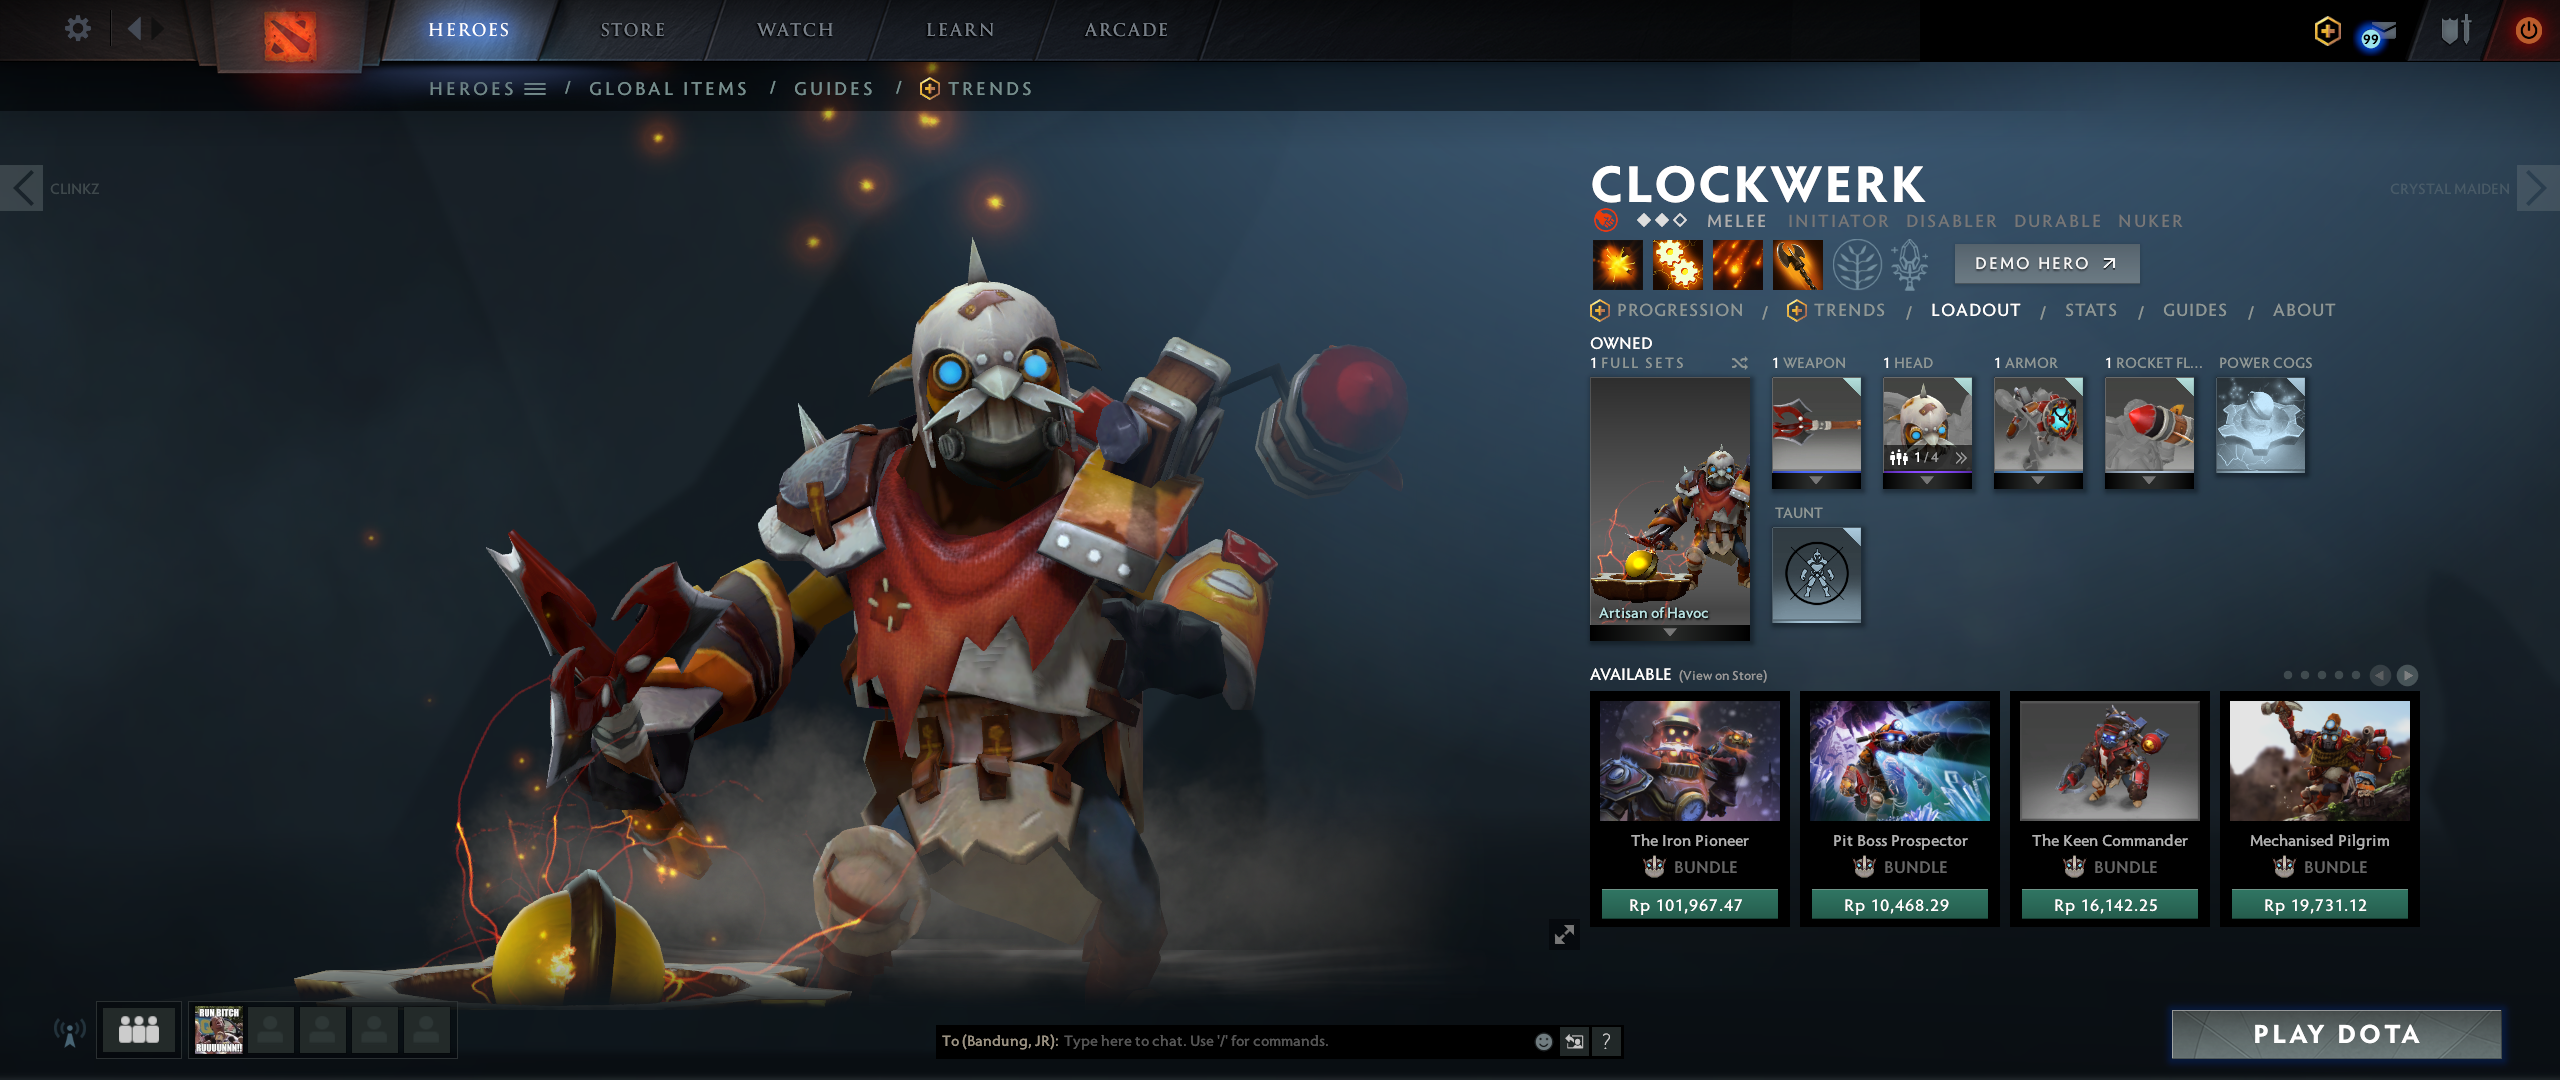 HEROES
STORE
WATCH
LEARN
ARCADE
99
HEROES / GLOBAL ITEMS / GUIDES / TRENDS
CLINKZ
CRYSTAL MAIDEN
CLOCKWERK
MELEE INITIATOR DISABLER DURABLE NUKER
DEMO HERO
PROGRESSION / TRENDS / LOADOUT / STATS / GUIDES / ABOUT
OWNED
1 FULL SETS
1 WEAPON
1 HEAD
1 ARMOR
1 ROCKET FL...
POWER COGS
1/4
TAUNT
Artisan of Havoc
AVAILABLE (View on Store)
The Iron Pioneer
BUNDLE
Rp 101,967.47
Pit Boss Prospector
BUNDLE
Rp 10,468.29
The Keen Commander
BUNDLE
Rp 16,142.25
Mechanised Pilgrim
BUNDLE
Rp 19,731.12
RUN BITCH
RUUUUNNN!!
To (Bandung, JR): Type here to chat. Use '/' for commands.
?
PLAY DOTA